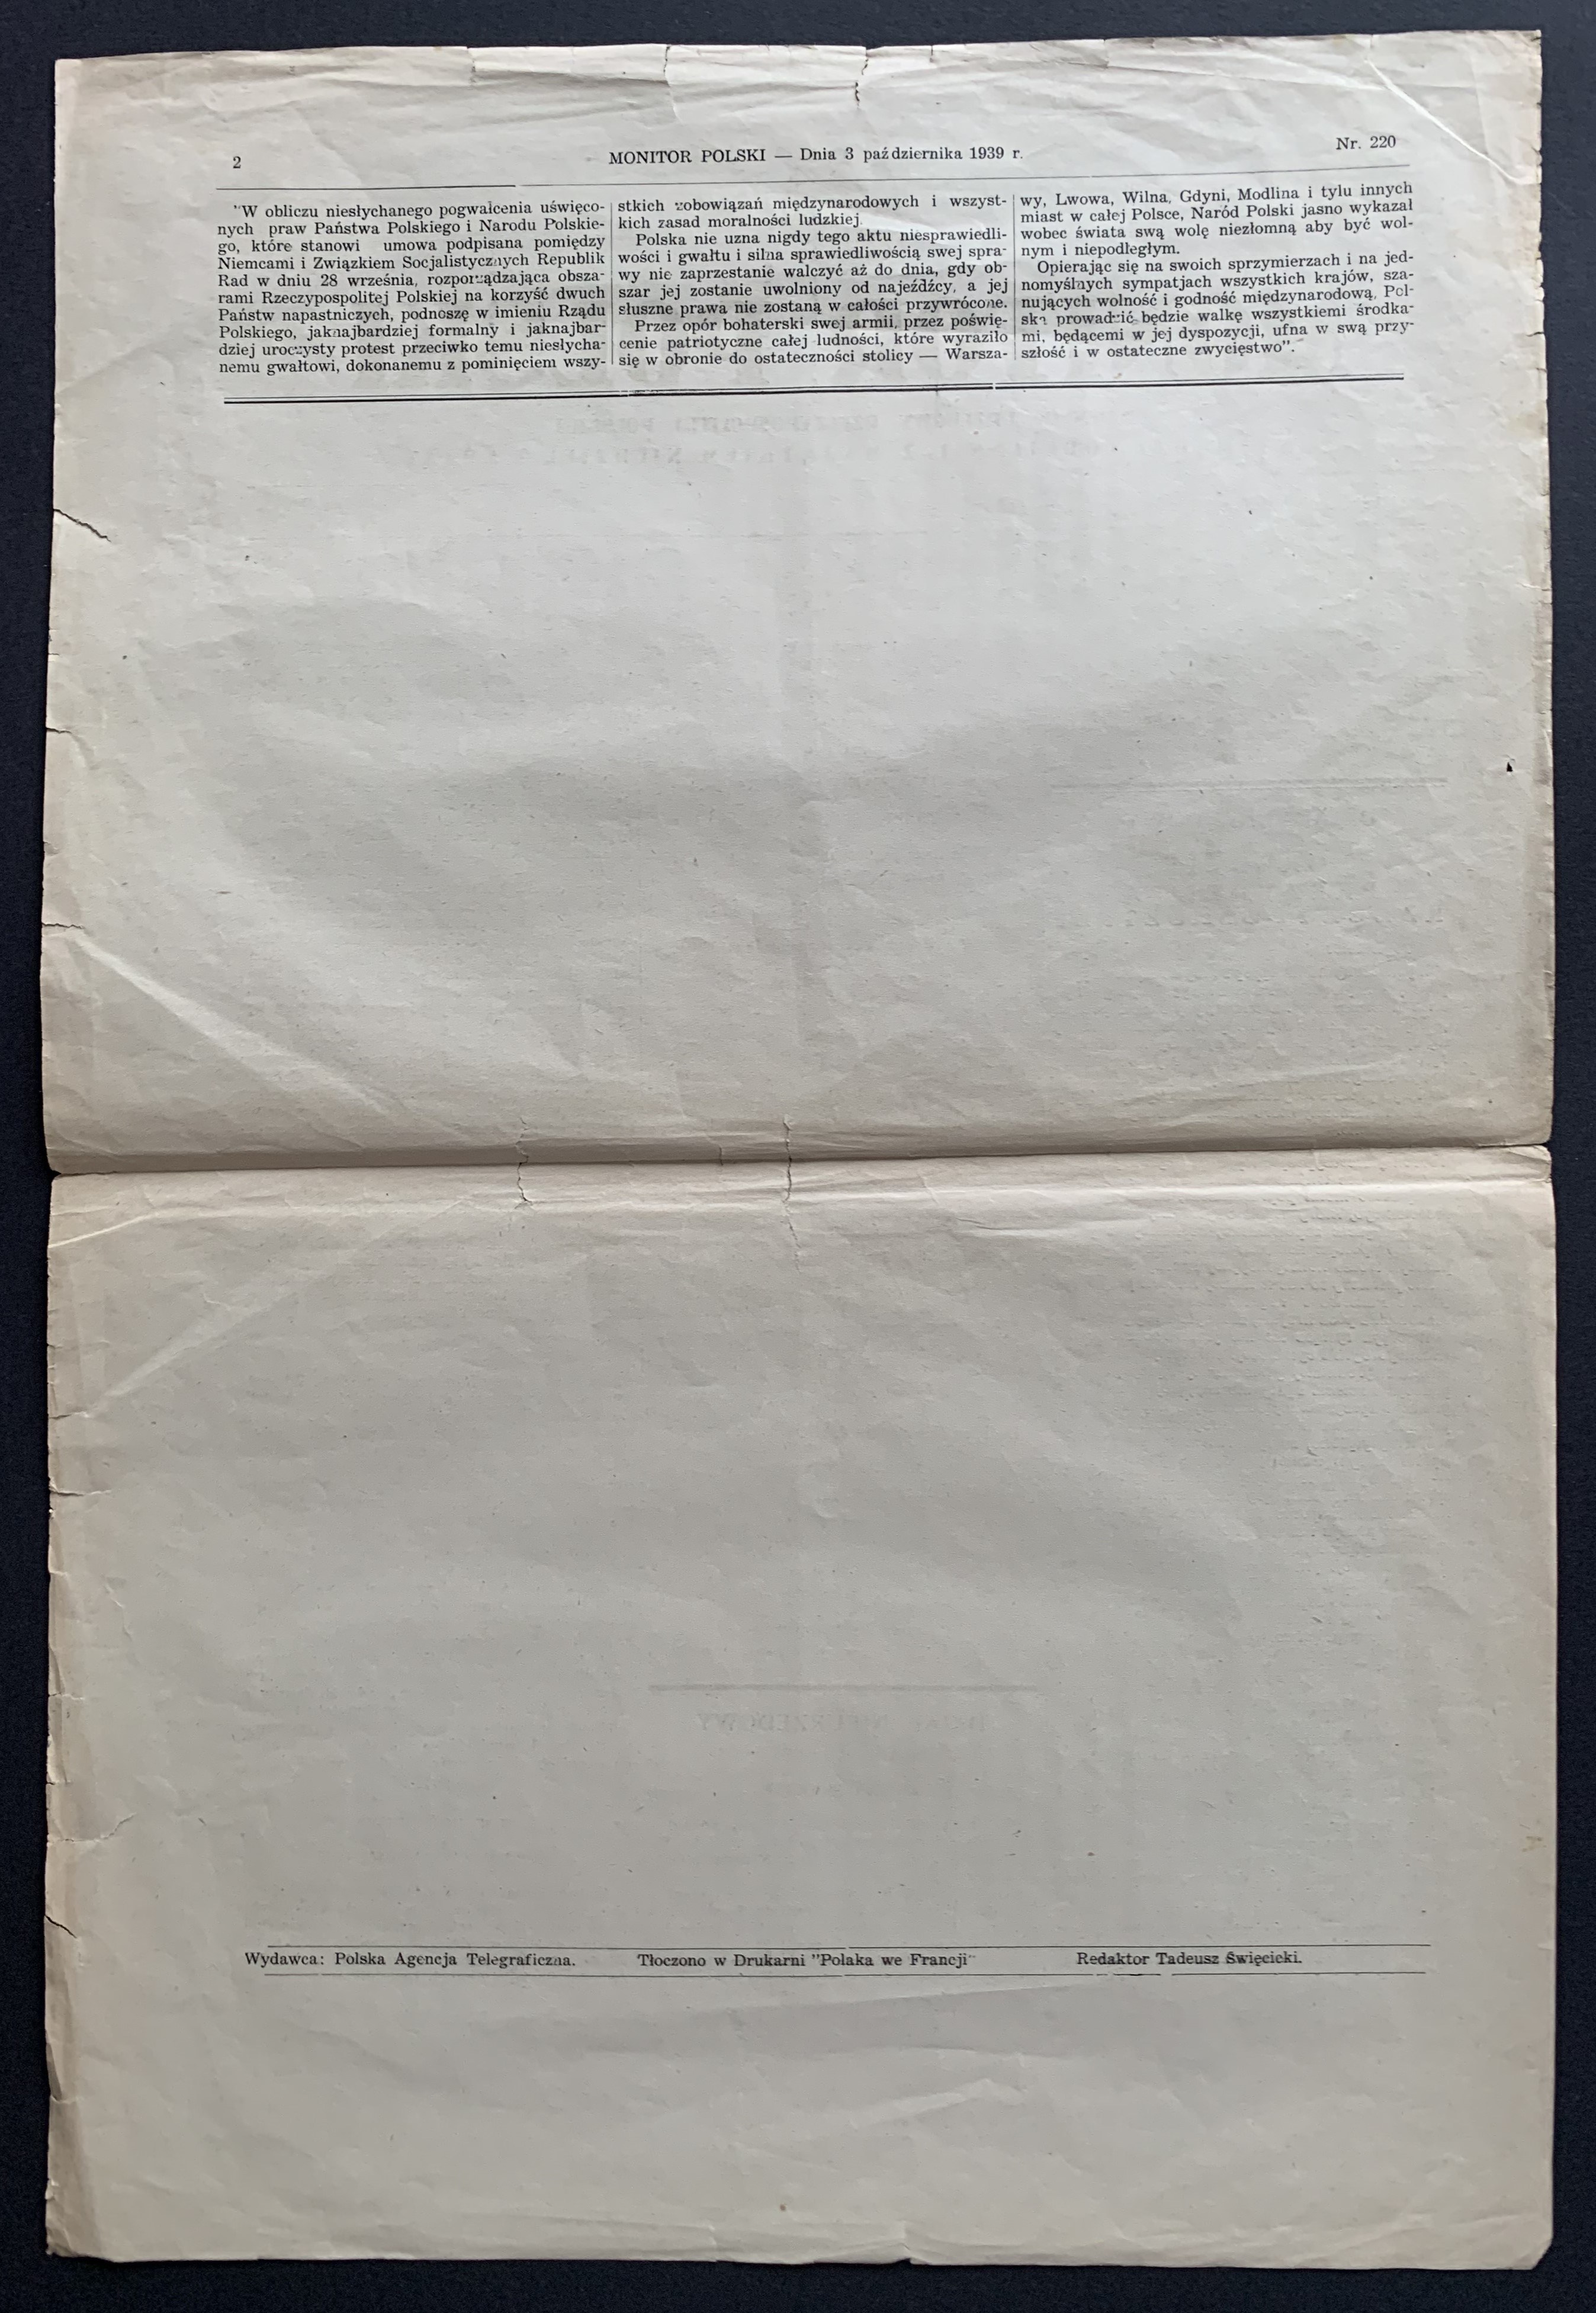 2
MONITOR POLSKI — Dnia 3 października 1939 r.
Nr. 220
"W obliczu niesłychanego pogwałcenia uświęco-
nych praw Państwa Polskiego i Narodu Polskie-
go, które stanowi umowa podpisana pomiędzy
Niemcami i Związkiem Socjalistycznych Republik
Rad w dniu 28 września, rozporządzająca obsza-
rami Rzeczypospolitej Polskiej na korzyść dwuch
Państw napastniczych, podnoszę w imieniu Rządu
Polskiego, jaknajbardziej formalny i jaknajbar-
dziej uroczysty protest przeciwko temu niesłycha-
nemu gwałtowi, dokonanemu z pominięciem wszy-
stkich zobowiązań międzynarodowych i wszyst-
kich zasad moralności ludzkiej.
Polska nie uzna nigdy tego aktu niesprawiedli-
wości i gwałtu i silna sprawiedliwością swej spra-
wy nie zaprzestanie walczyć aż do dnia, gdy ob-
szar jej zostanie uwolniony od najeźdźcy, a jej
słuszne prawa nie zostaną w całości przywrócone.
Przez opór bohaterski swej armii, przez poświę-
cenie patriotyczne całej ludności, które wyraziło
się w obronie do ostateczności stolicy — Warsza-
wy, Lwowa, Wilna, Gdyni, Modlina i tylu innych
miast w całej Polsce, Naród Polski jasno wykazał
wobec świata swą wolę niezłomną aby być wol-
nym i niepodległym.
Opierając się na swoich sprzymierzach i na jed-
nomyślnych sympatjach wszystkich krajów, sza-
nujących wolność i godność międzynarodową, Pol-
ska prowadzić będzie walkę wszystkiemi środka-
mi, będącemi w jej dyspozycji, ufna w swą przy-
szłość i w ostateczne zwycięstwo".
Wydawca: Polska Agencja Telegraficzna.
Tłoczono w Drukarni "Polaka we Francji"
Redaktor Tadeusz Święcicki.